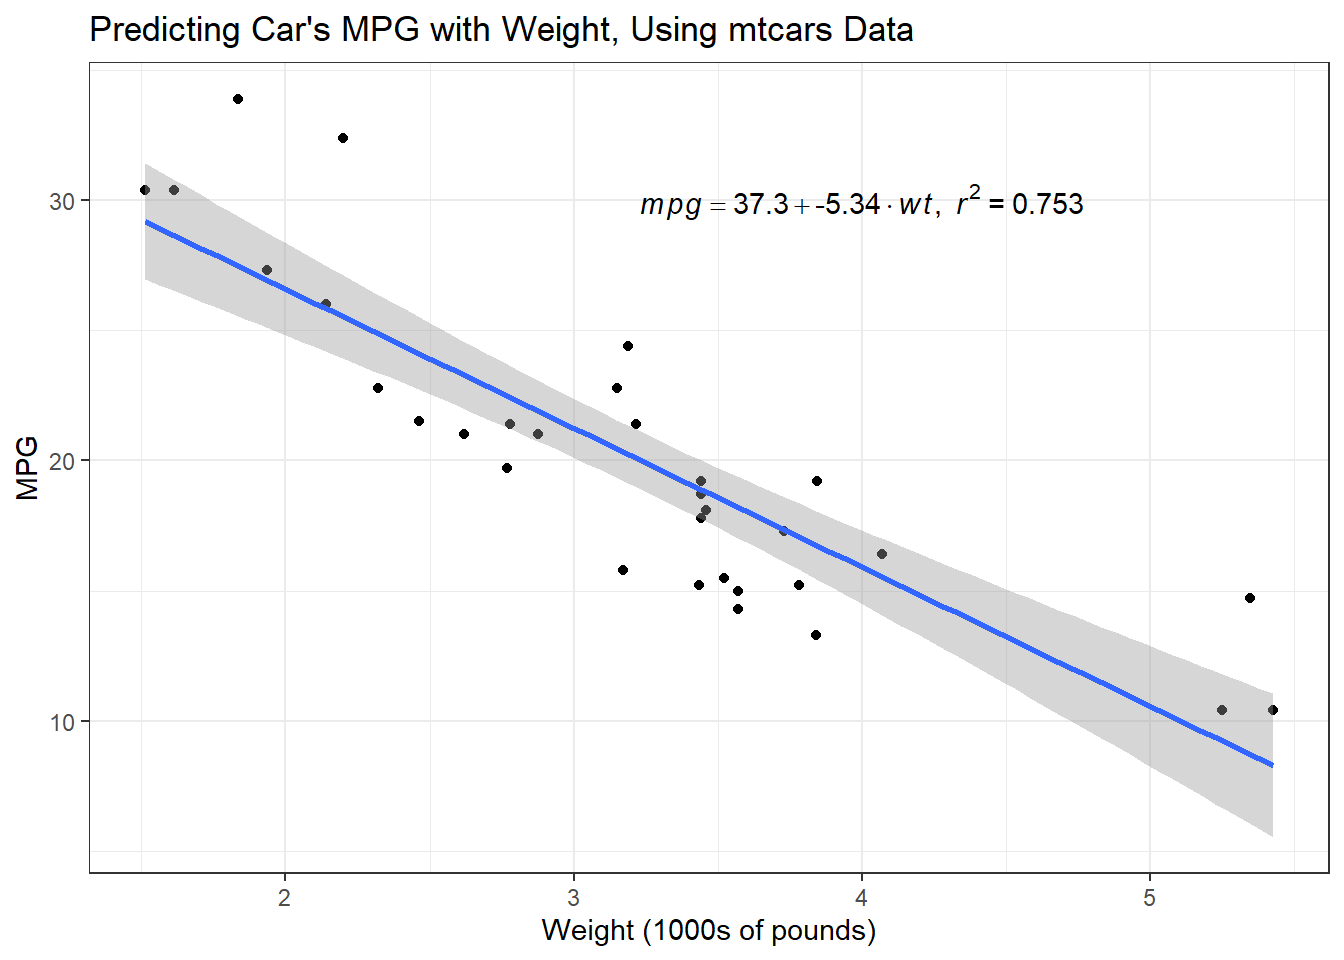 Predicting Car's MPG with Weight, Using mtcars Data
mpg = 37.3 + -5.34 · wt, r² = 0.753
30
20
10
MPG
2 3 4 5
Weight (1000s of pounds)